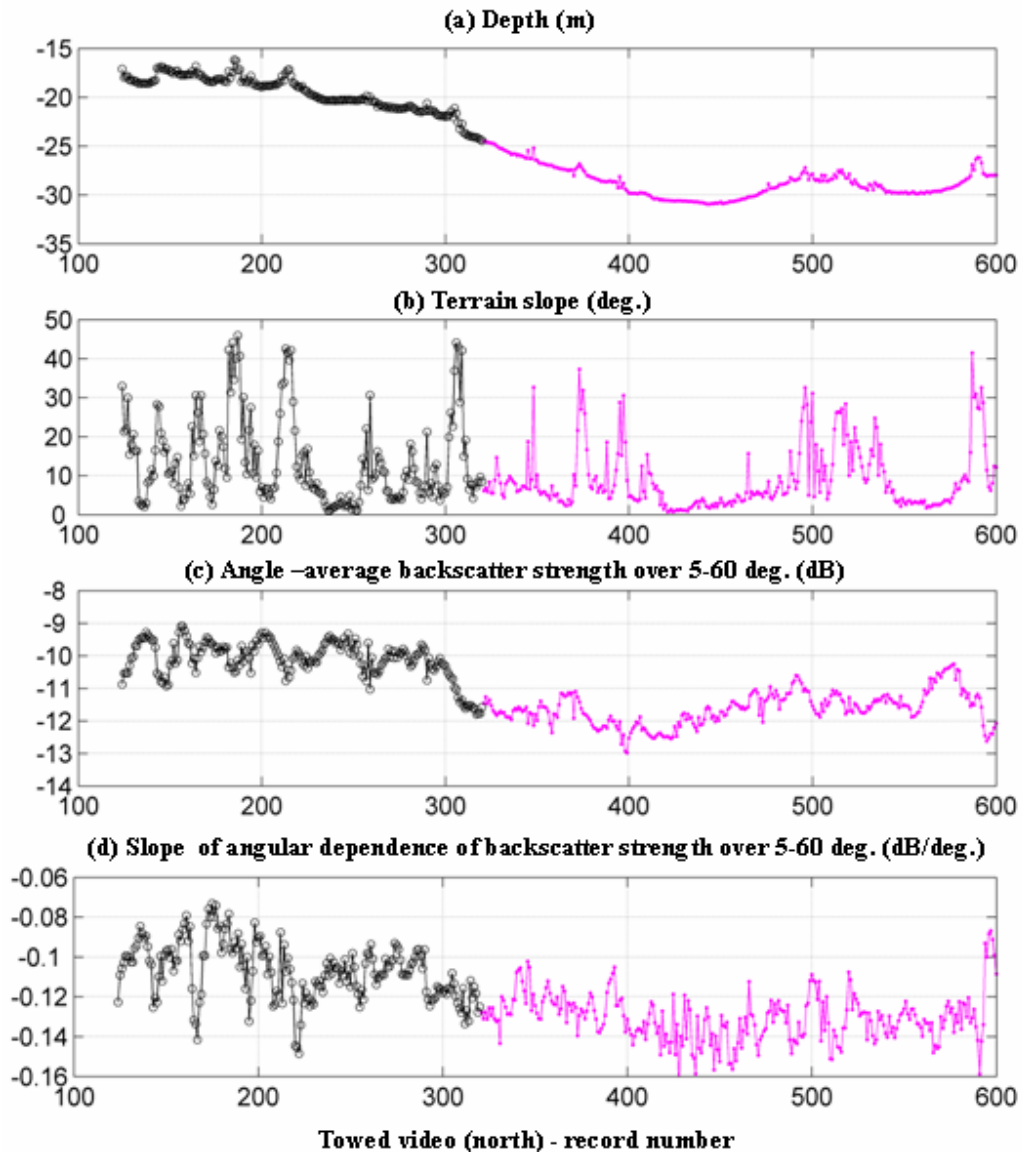 (a) Depth (m)
-15
-20
-25
-30
-35
100 200 300 400 500 600
(b) Terrain slope (deg.)
50
40
30
20
10
0
100 200 300 400 500 600
(c) Angle –average backscatter strength over 5-60 deg. (dB)
-8
-9
-10
-11
-12
-13
-14
100 200 300 400 500 600
(d) Slope of angular dependence of backscatter strength over 5-60 deg. (dB/deg.)
-0.06
-0.08
-0.1
-0.12
-0.14
-0.16
100 200 300 400 500 600
Towed video (north) - record number